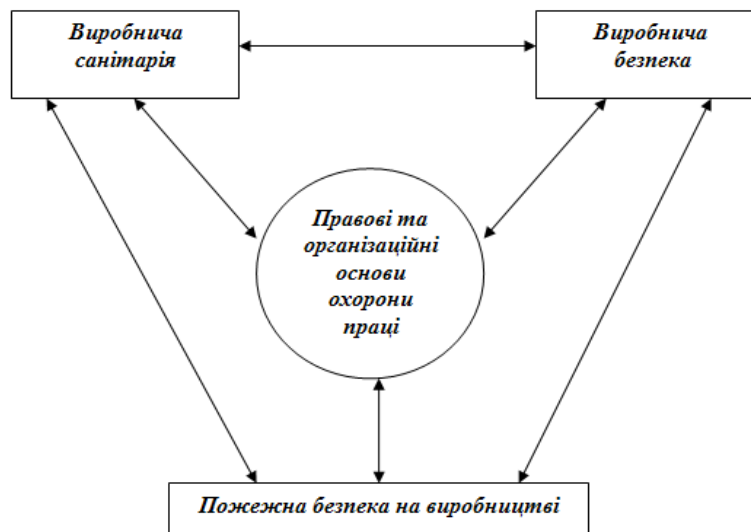 Виробнича
санітарія
Виробнича
безпека
Правові та
організаційні
основи
охорони
праці
Пожежна безпека на виробництві